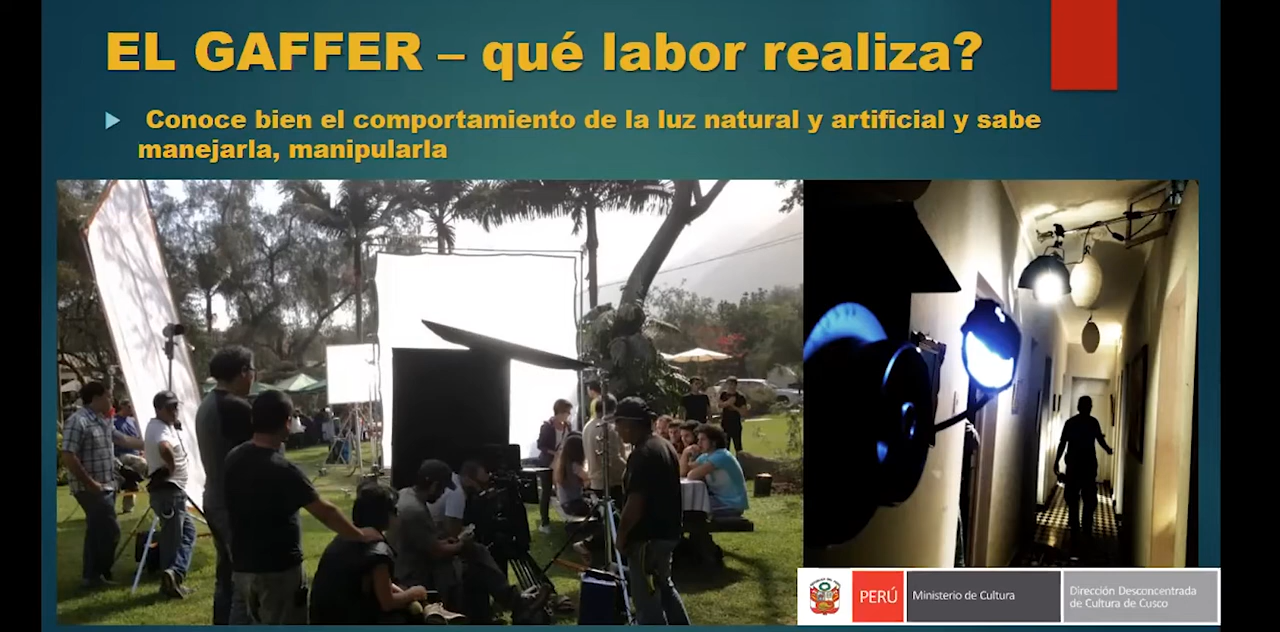 EL GAFFER – qué labor realiza?
Conoce bien el comportamiento de la luz natural y artificial y sabe
manejarla, manipularla
PERÚ
Ministerio de Cultura
Dirección Desconcentrada
de Cultura de Cusco